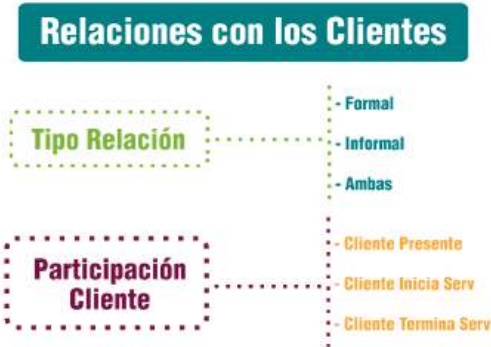 Relaciones con los Clientes
Tipo Relación
- Formal
- Informal
- Ambas
Participación
Cliente
- Cliente Presente
- Cliente Inicia Serv
- Cliente Termina Serv